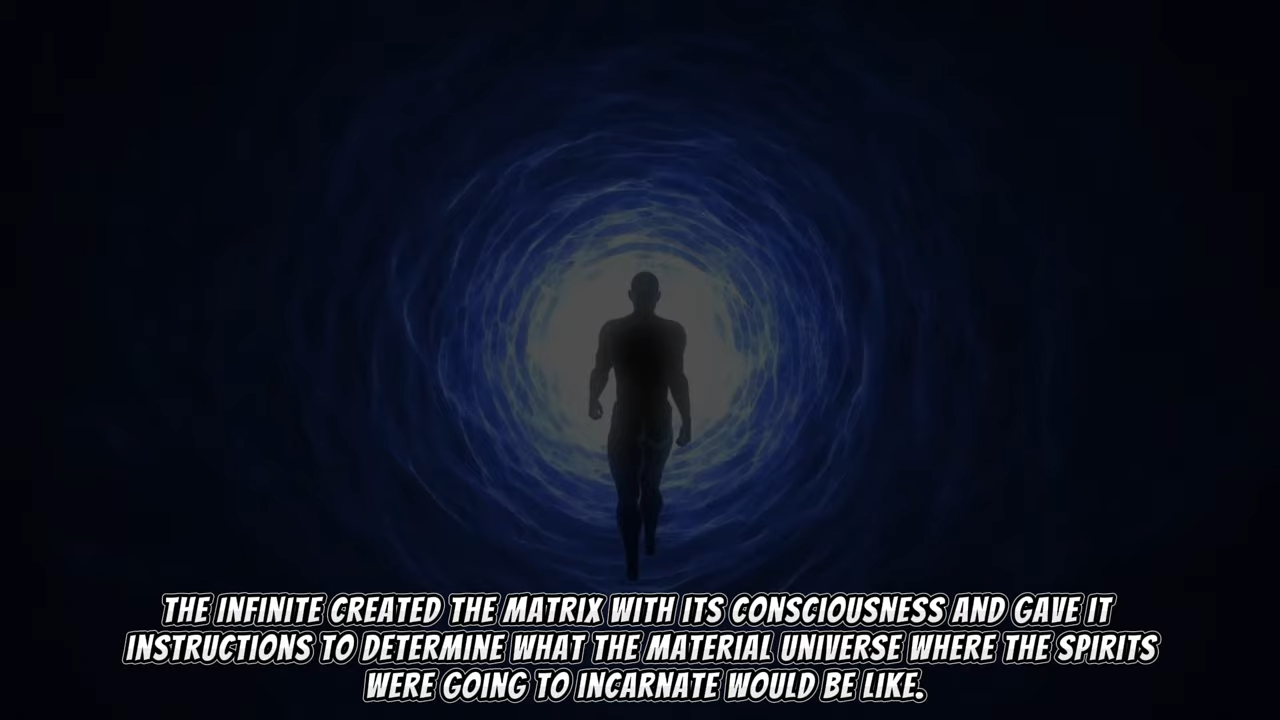 THE INFINITE CREATED THE MATRIX WITH ITS CONSCIOUSNESS AND GAVE IT
INSTRUCTIONS TO DETERMINE WHAT THE MATERIAL UNIVERSE WHERE THE SPIRITS
WERE GOING TO INCARNATE WOULD BE LIKE.